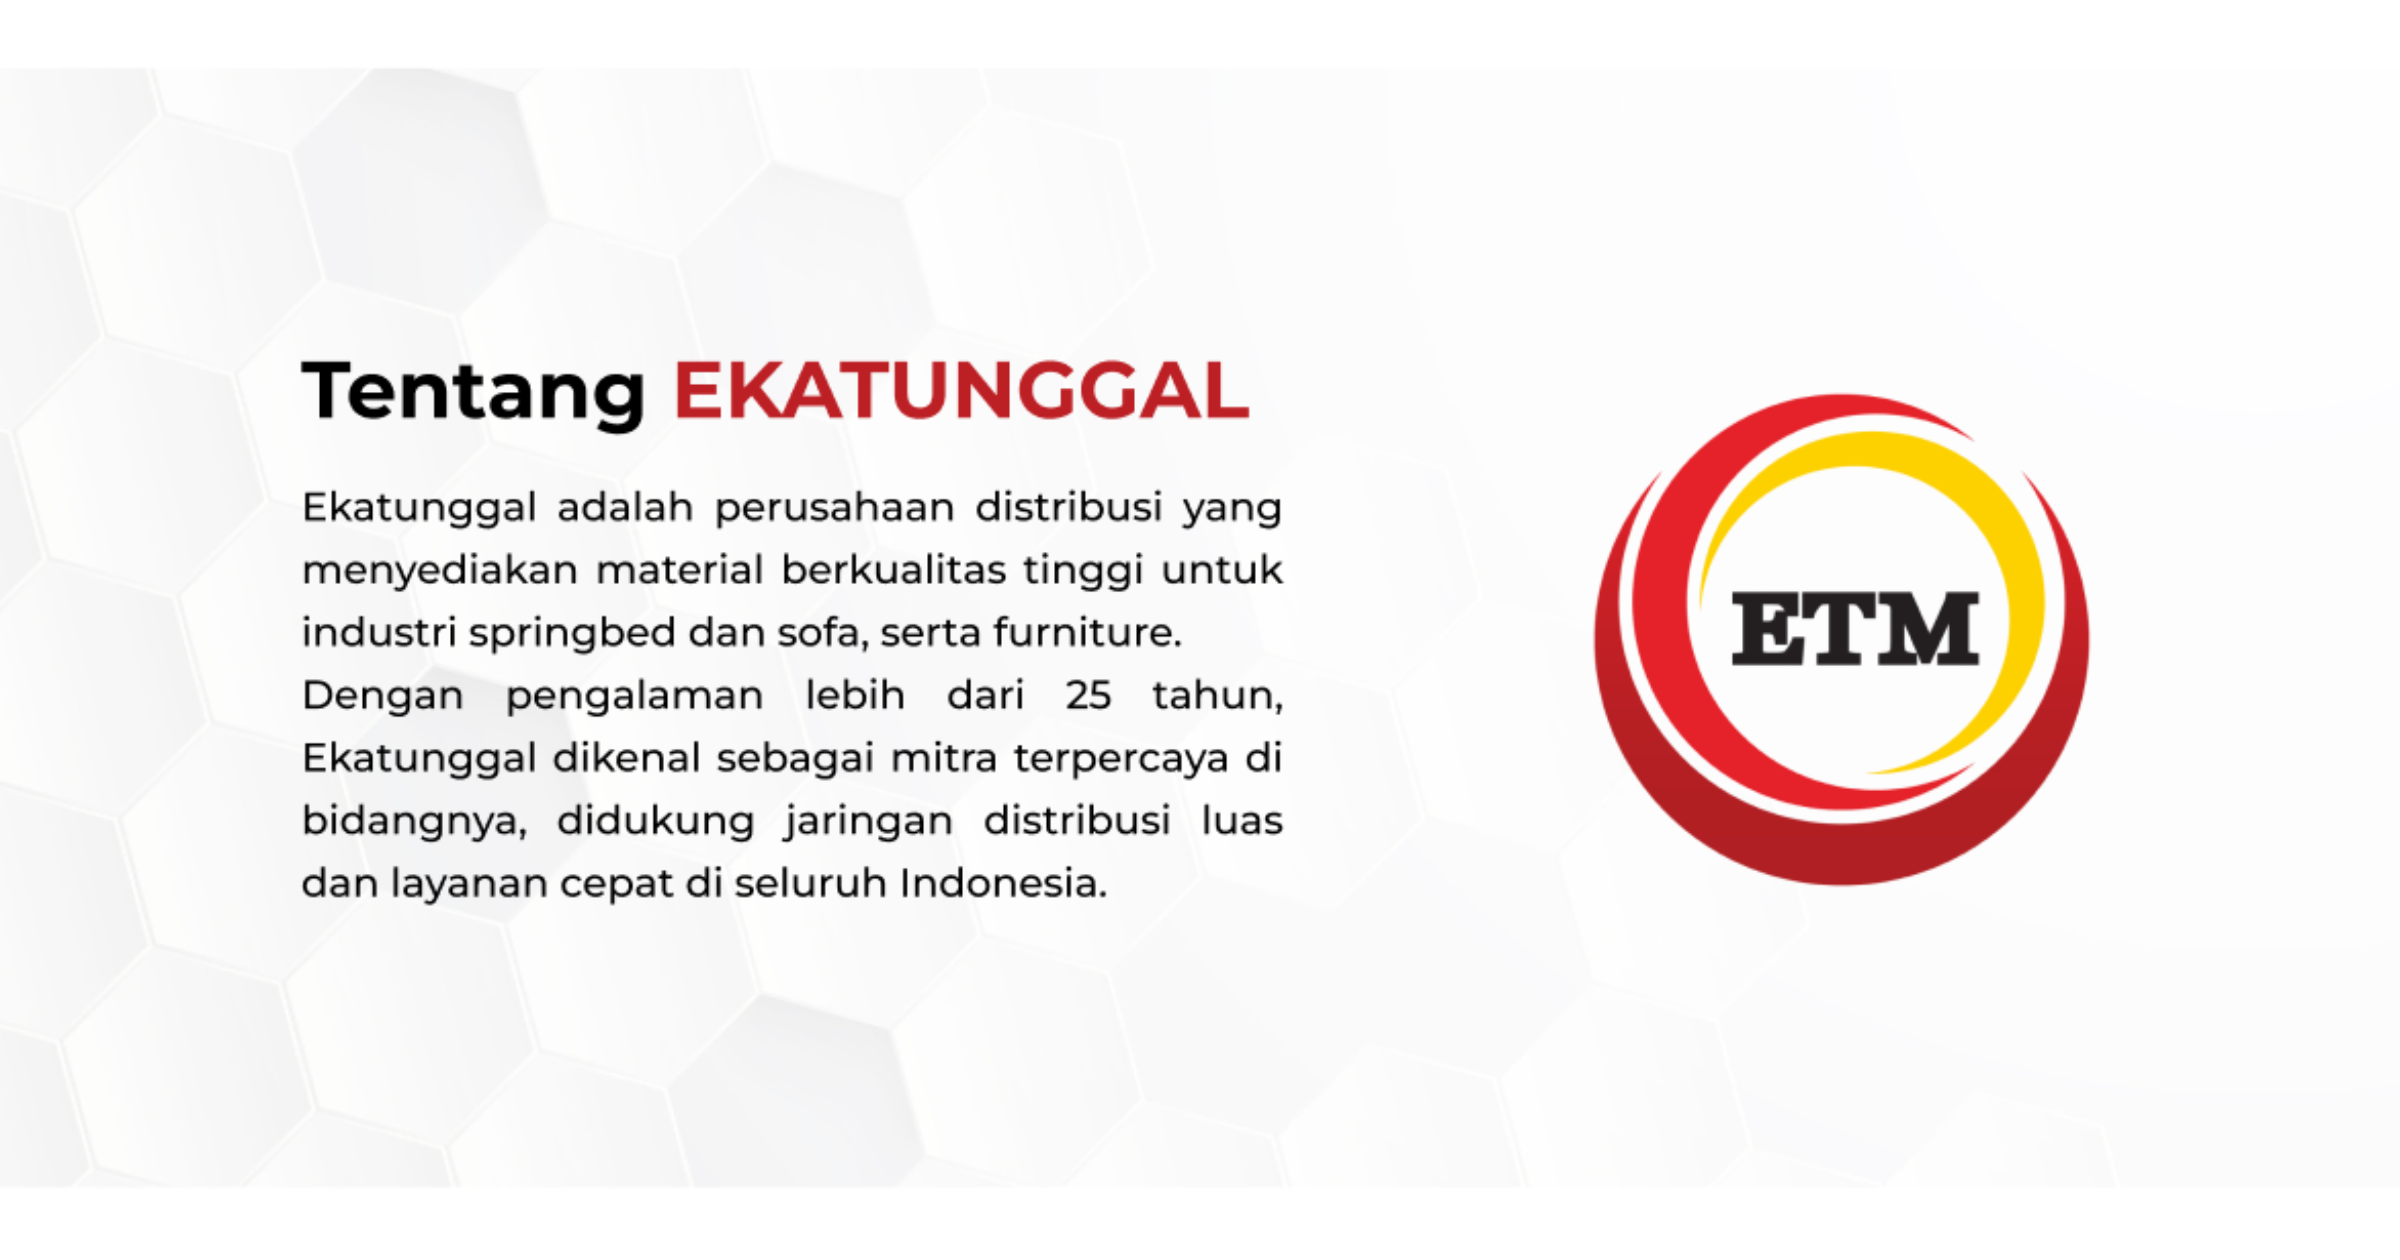 Tentang EKATUNGGAL
Ekatunggal adalah perusahaan distribusi yang
menyediakan material berkualitas tinggi untuk
industri springbed dan sofa, serta furniture.
Dengan pengalaman lebih dari 25 tahun,
Ekatunggal dikenal sebagai mitra terpercaya di
bidangnya, didukung jaringan distribusi luas
dan layanan cepat di seluruh Indonesia.
ETM